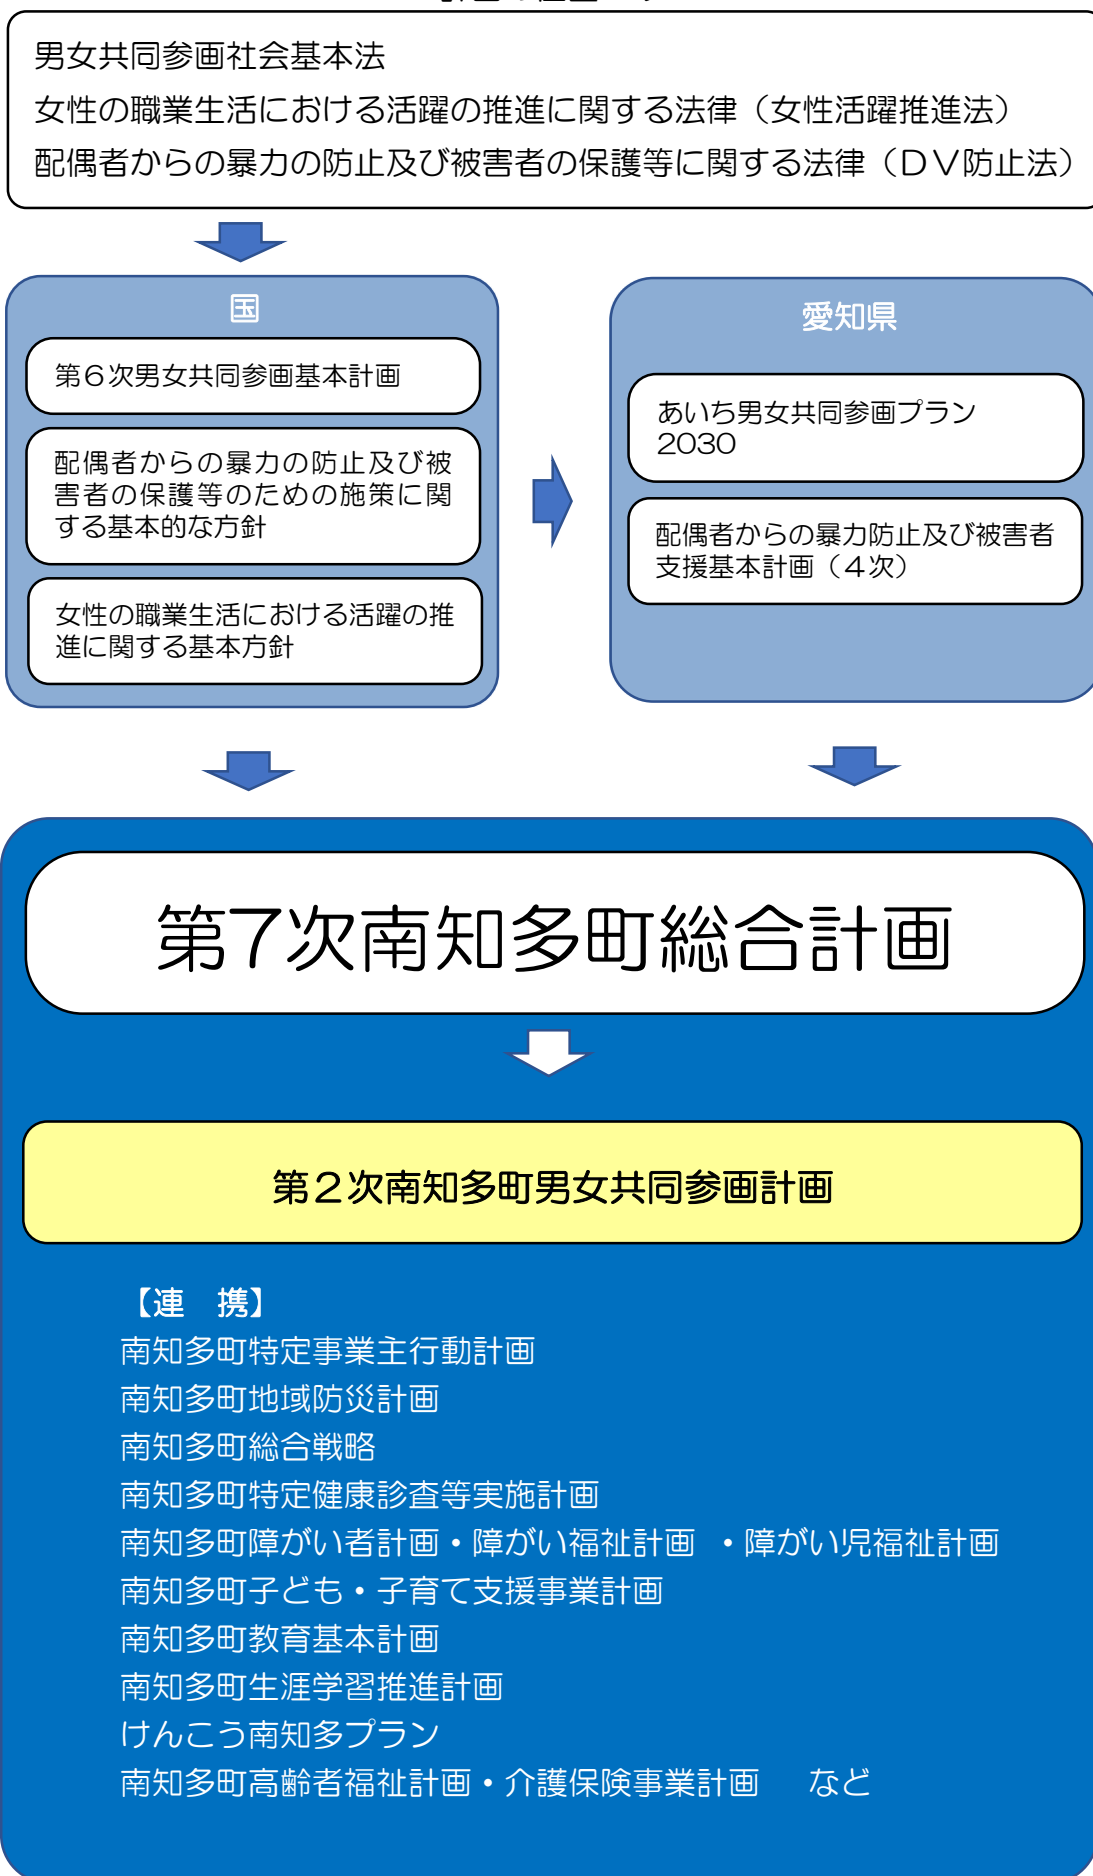 男女共同参画社会基本法
女性の職業生活における活躍の推進に関する法律（女性活躍推進法）
配偶者からの暴力の防止及び被害者の保護等に関する法律（ＤＶ防止法）
国
第６次男女共同参画基本計画
配偶者からの暴力の防止及び被
害者の保護等のための施策に関
する基本的な方針
女性の職業生活における活躍の推
進に関する基本方針
愛知県
あいち男女共同参画プラン
2030
配偶者からの暴力防止及び被害者
支援基本計画（４次）
第7次南知多町総合計画
第２次南知多町男女共同参画計画
【連　携】
南知多町特定事業主行動計画
南知多町地域防災計画
南知多町総合戦略
南知多町特定健康診査等実施計画
南知多町障がい者計画・障がい福祉計画 ・障がい児福祉計画
南知多町子ども・子育て支援事業計画
南知多町教育基本計画
南知多町生涯学習推進計画
けんこう南知多プラン
南知多町高齢者福祉計画・介護保険事業計画　など